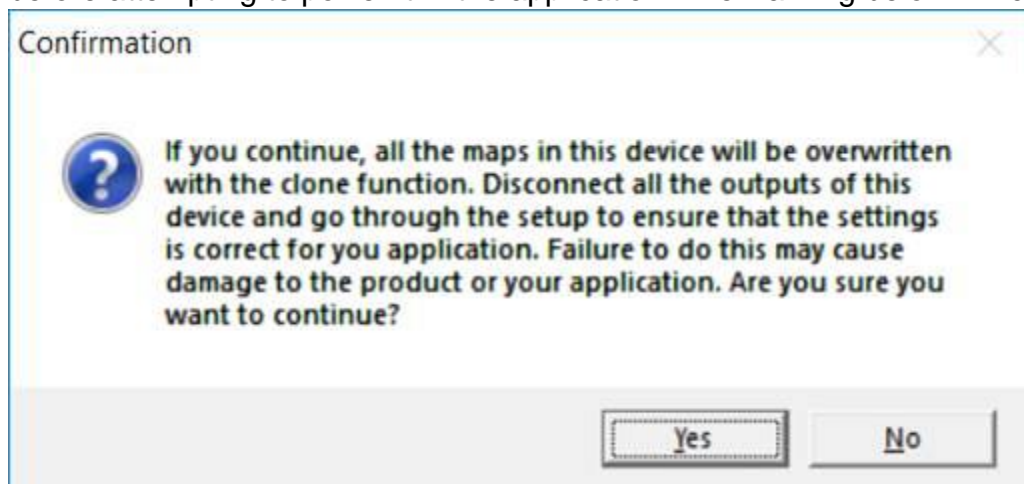 Confirmation
If you continue, all the maps in this device will be overwritten
with the clone function. Disconnect all the outputs of this
device and go through the setup to ensure that the settings
is correct for you application. Failure to do this may cause
damage to the product or your application. Are you sure you
want to continue?
Yes
No